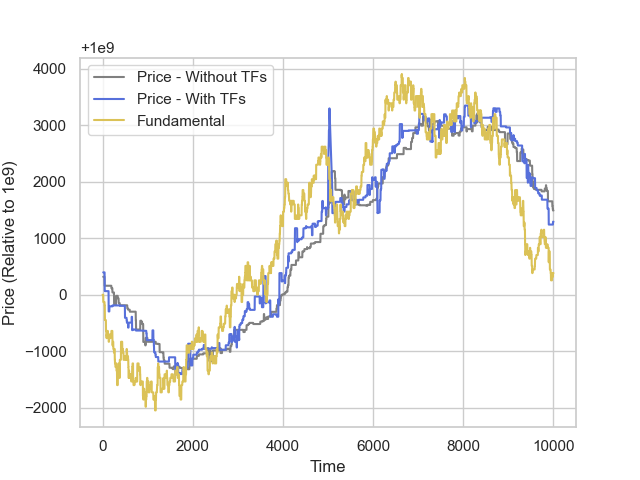 +1e9
Price - Without TFs
Price - With TFs
Fundamental
4000
3000
2000
1000
0
−1000
−2000
Price (Relative to 1e9)
0
2000
4000
6000
8000
10000
Time